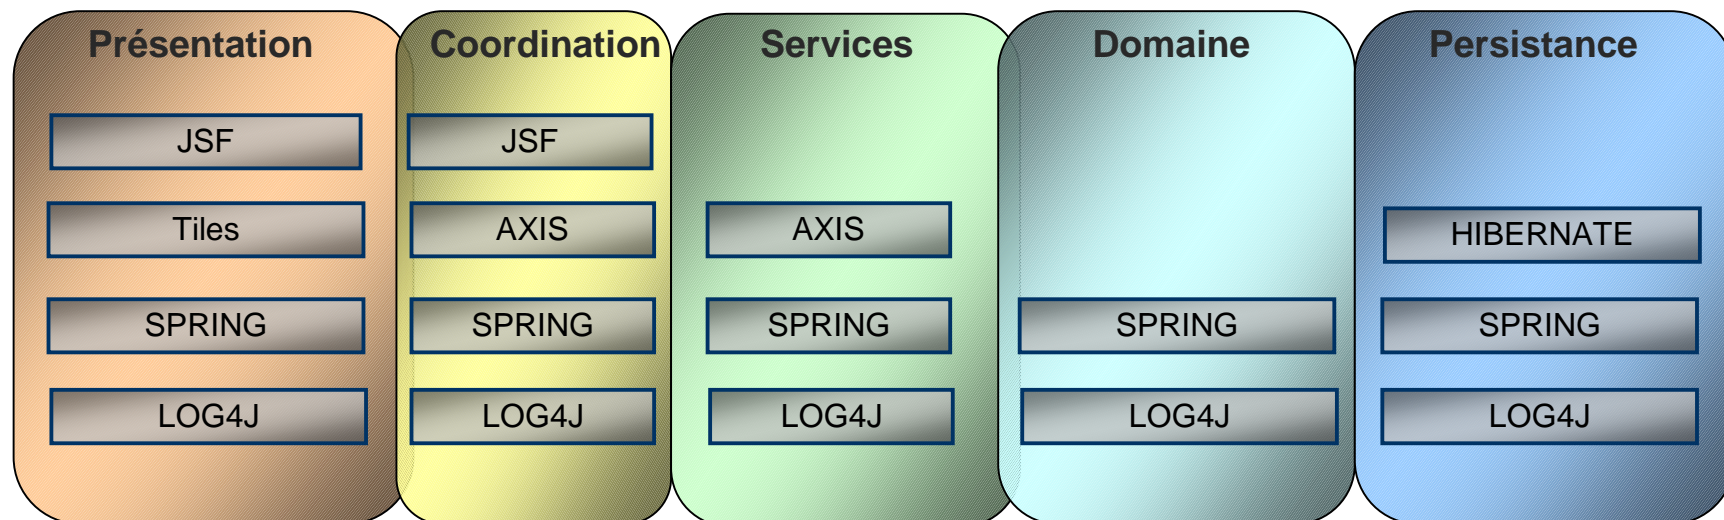 Présentation
JSF
Tiles
SPRING
LOG4J
Coordination
JSF
AXIS
SPRING
LOG4J
Services
AXIS
SPRING
LOG4J
Domaine
SPRING
LOG4J
Persistance
HIBERNATE
SPRING
LOG4J